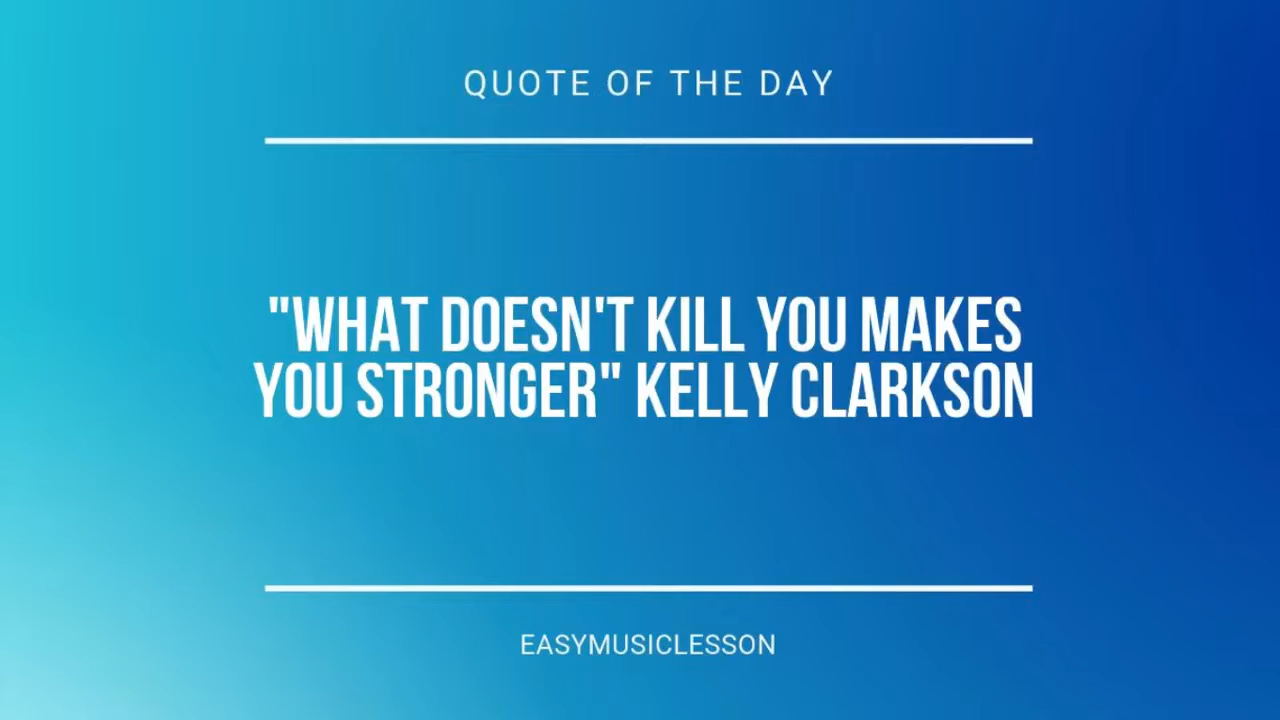 QUOTE OF THE DAY
"WHAT DOESN'T KILL YOU MAKES
YOU STRONGER" KELLY CLARKSON
EASYMUSICLESSON